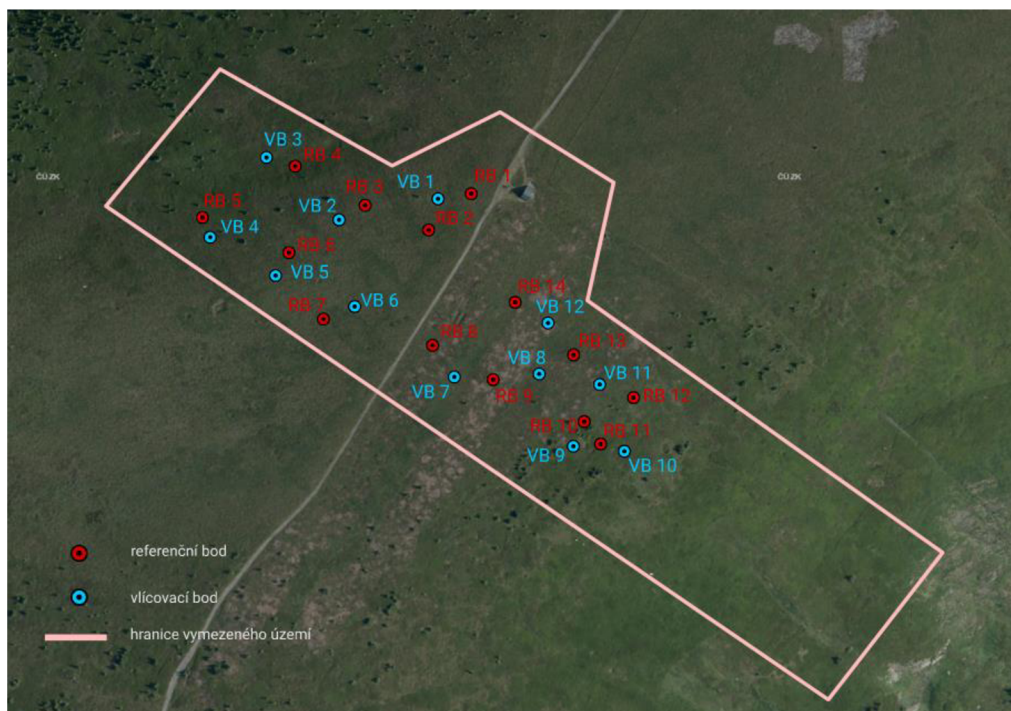 VB 3
RB 4
ČÚZK
ČÚZK
RB 3
VB 1
RB 1
RB 5
VB 2
VB 4
RB 2
RB 6
VB 5
RB 7
VB 6
RB 14
VB 12
RB 8
RB 13
VB 8
VB 7
RB 9
VB 11
RB 12
RB 10
RB 11
VB 9
VB 10
referenční bod
vlícovací bod
hranice vymezeného území